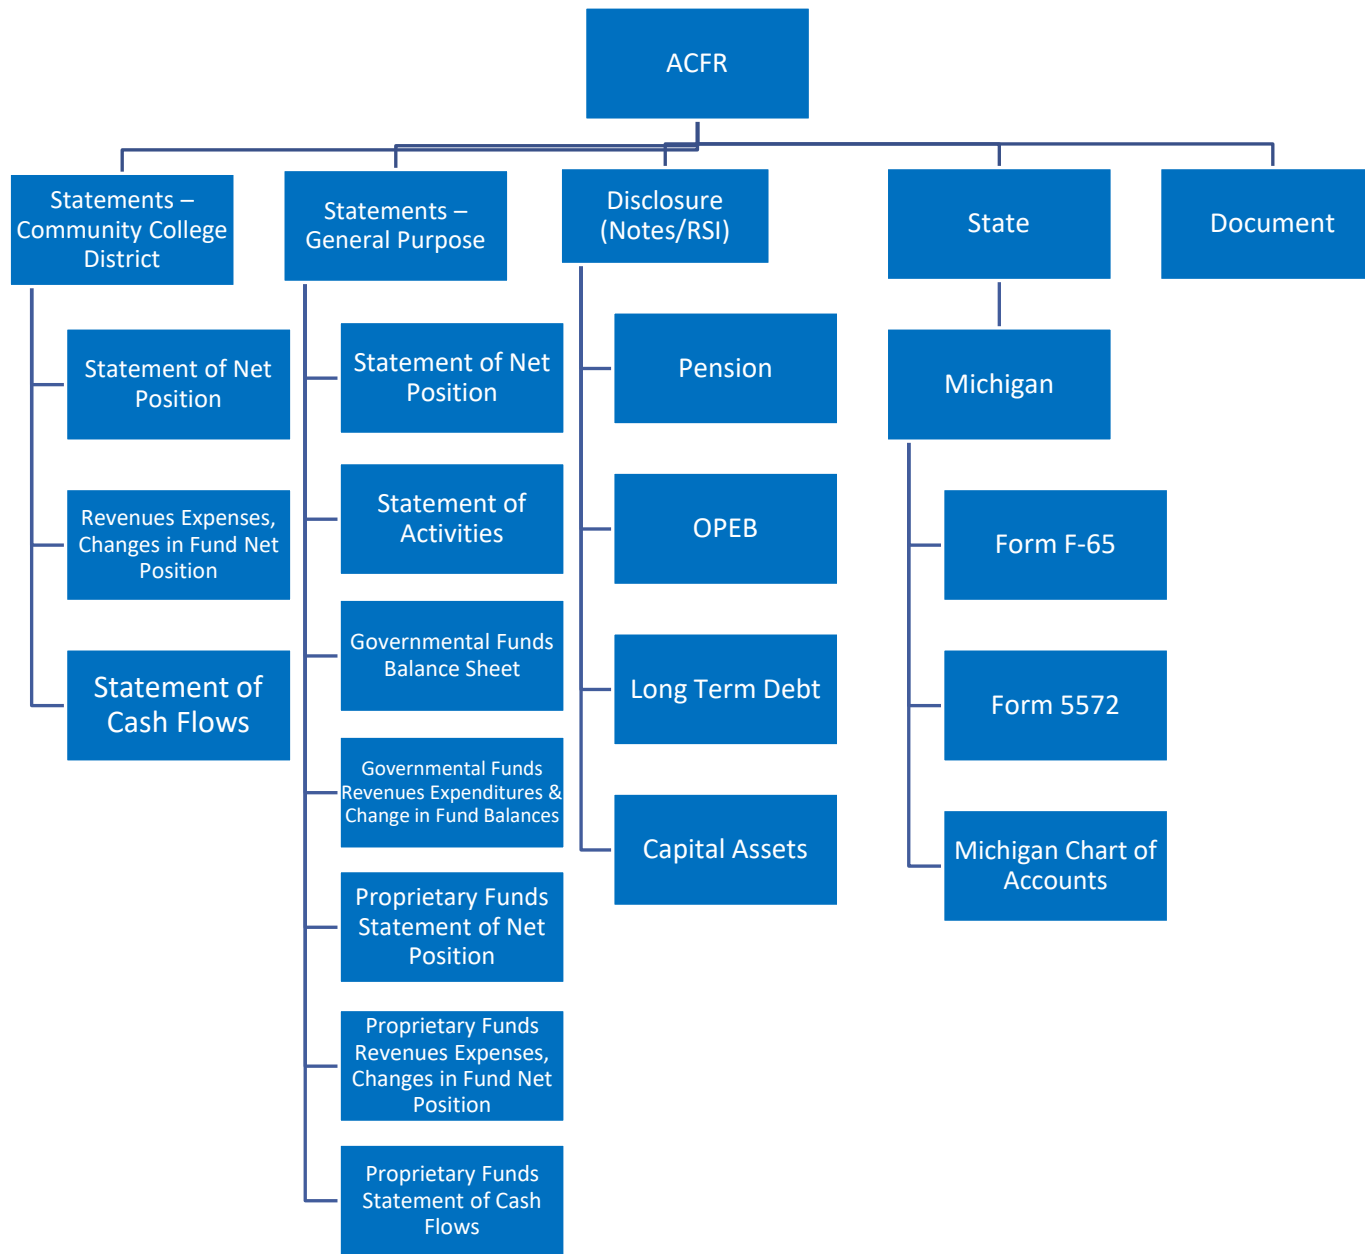 ACFR
Statements –
Community College
District
Statement of Net
Position
Revenues Expenses,
Changes in Fund Net
Position
Statement of
Cash Flows
Statements –
General Purpose
Statement of Net
Position
Statement of
Activities
Governmental Funds
Balance Sheet
Governmental Funds
Revenues Expenditures &
Change in Fund Balances
Proprietary Funds
Statement of Net
Position
Proprietary Funds
Revenues Expenses,
Changes in Fund Net
Position
Proprietary Funds
Statement of Cash
Flows
Disclosure
(Notes/RSI)
Pension
OPEB
Long Term Debt
Capital Assets
State
Michigan
Form F-65
Form 5572
Michigan Chart of
Accounts
Document